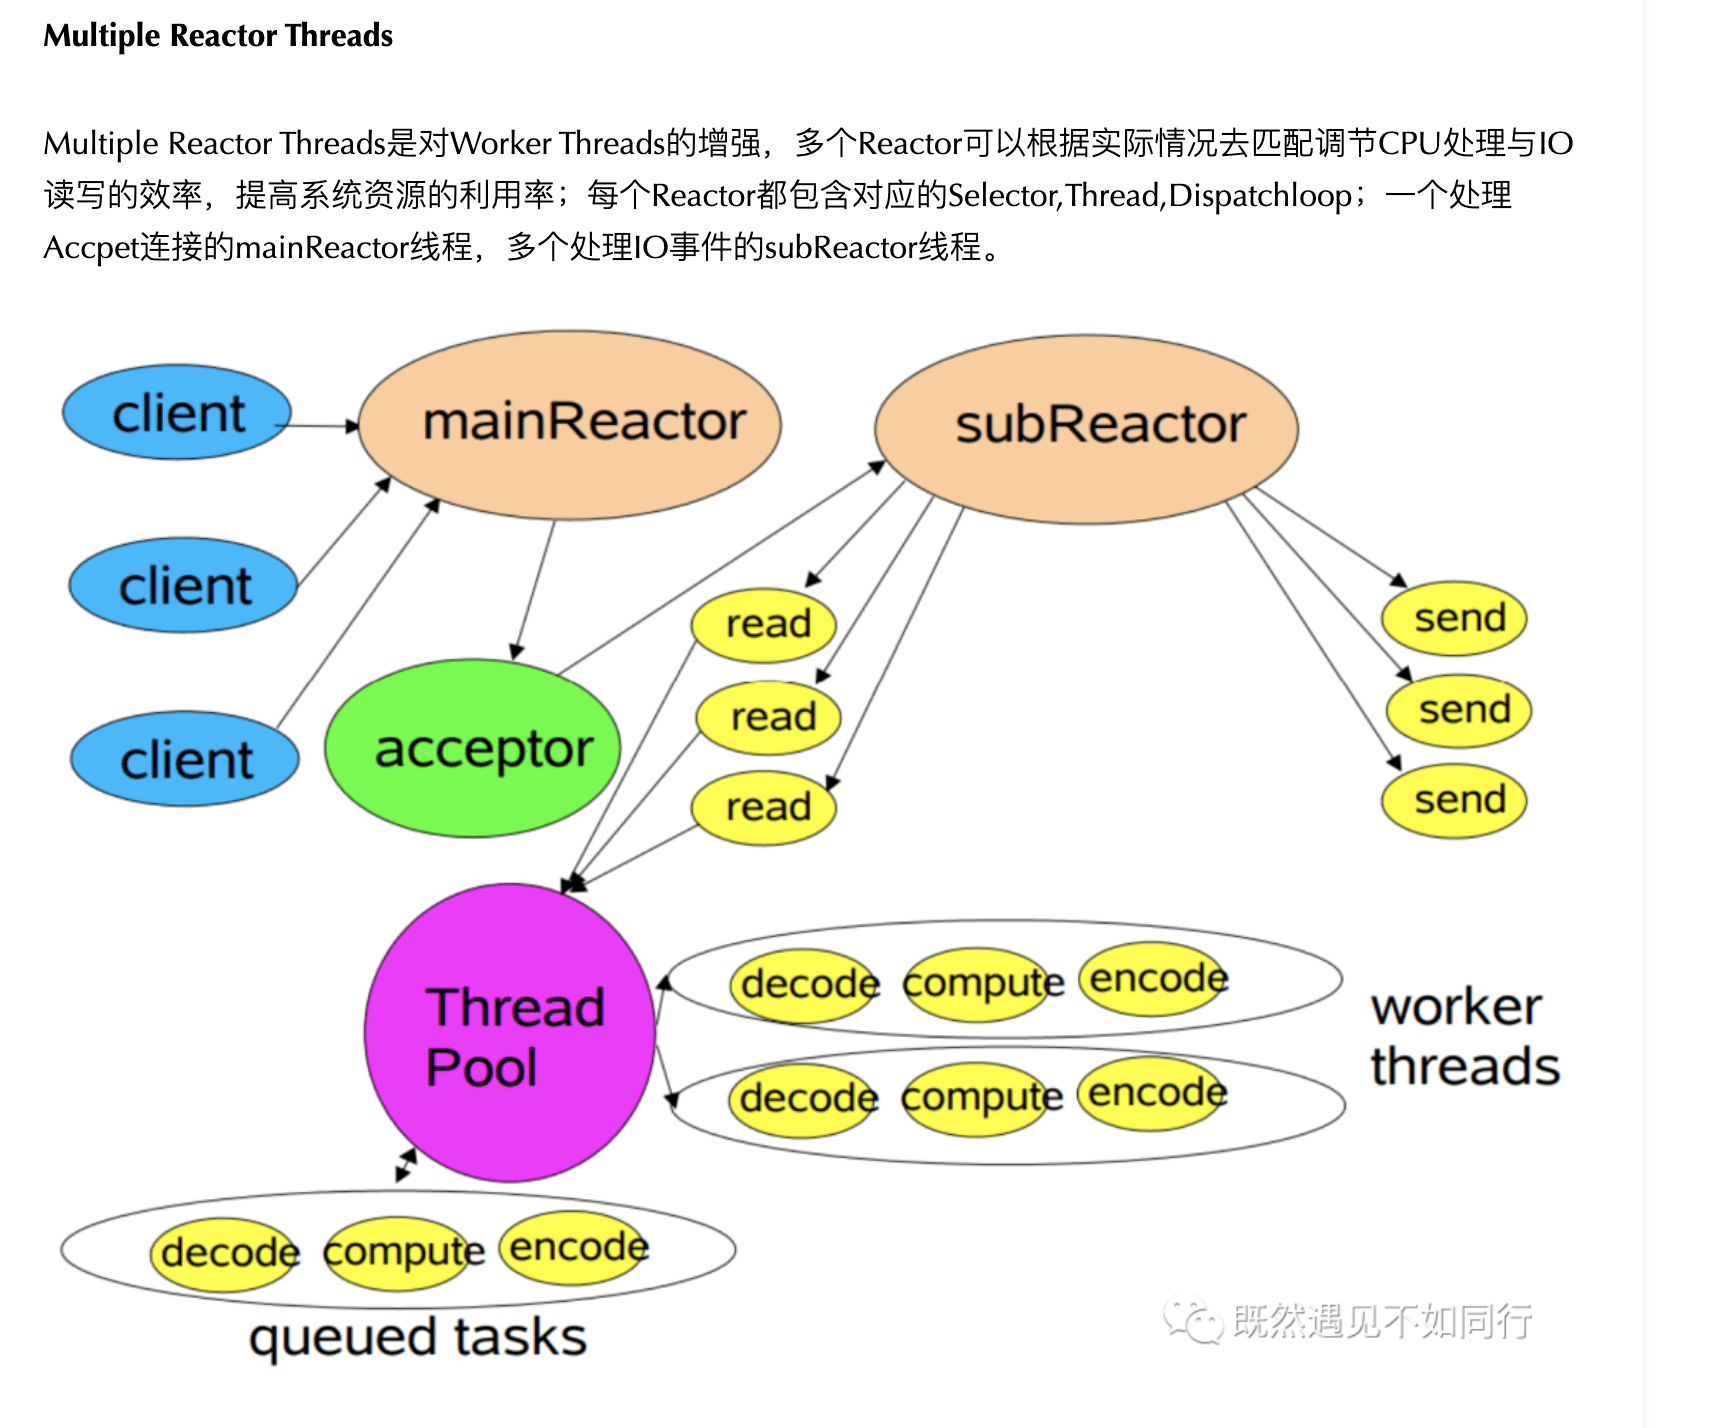 Multiple Reactor Threads
Multiple Reactor Threads是对Worker Threads的增强，多个Reactor可以根据实际情况去匹配调节CPU处理与IO
读写的效率，提高系统资源的利用率；每个Reactor都包含对应的Selector,Thread,Dispatchloop；一个处理
Accpet连接的mainReactor线程，多个处理IO事件的subReactor线程。
client
mainReactor
subReactor
client
read
send
client
acceptor
read
send
read
send
Thread
Pool
decode compute encode
decode compute encode
worker
threads
decode compute encode
queued tasks
既然遇见不如同行